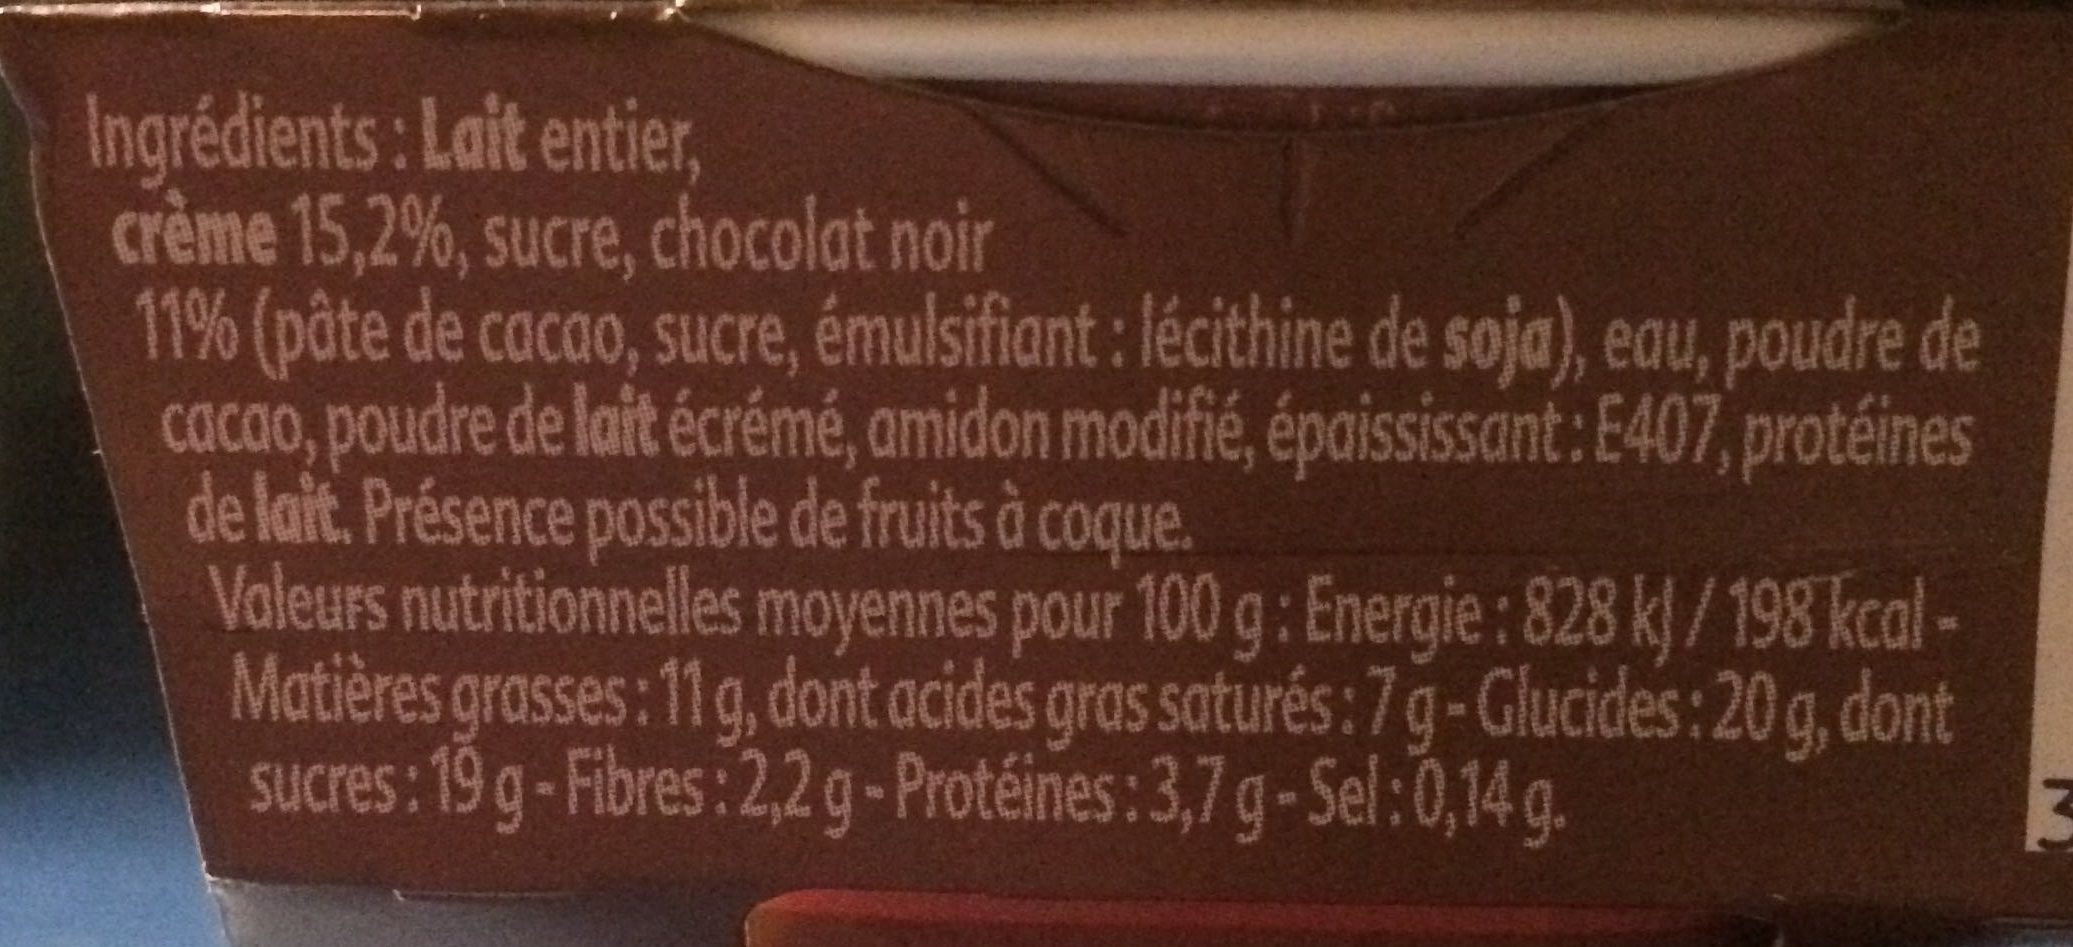 Ingrédients : Lait entier,
crème 15,2%, sucre, chocolat noir
11% (pâte de cacao, sucre, émulsifiant : lécithine de soja), eau, poudre de
cacao, poudre de lait écrémé, amidon modifié, épaississant : E407, protéines
de lait. Présence possible de fruits à coque.
Valeurs nutritionnelles moyennes pour 100 g : Energie : 828 kJ / 198 kcal -
Matières grasses : 11 g, dont acides gras saturés : 7 g - Glucides : 20 g, dont
sucres : 19 g - Fibres : 2,2 g - Protéines : 3,7 g - Sel : 0,14 g.
3